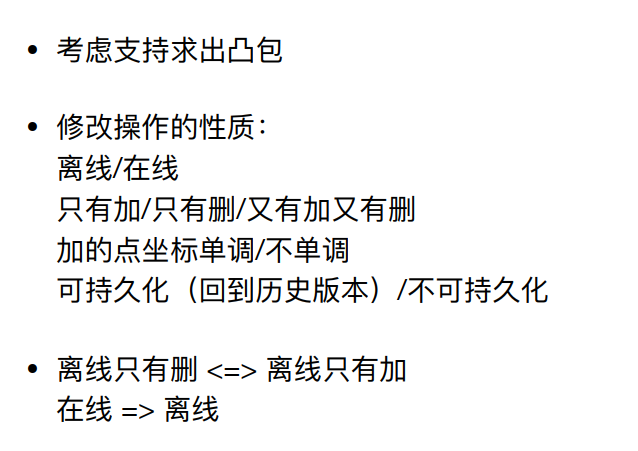 • 考虑支持求出凸包
• 修改操作的性质：
离线/在线
只有加/只有删/又有加又有删
加的点坐标单调/不单调
可持久化（回到历史版本）/不可持久化
• 离线只有删 <=> 离线只有加
在线 => 离线